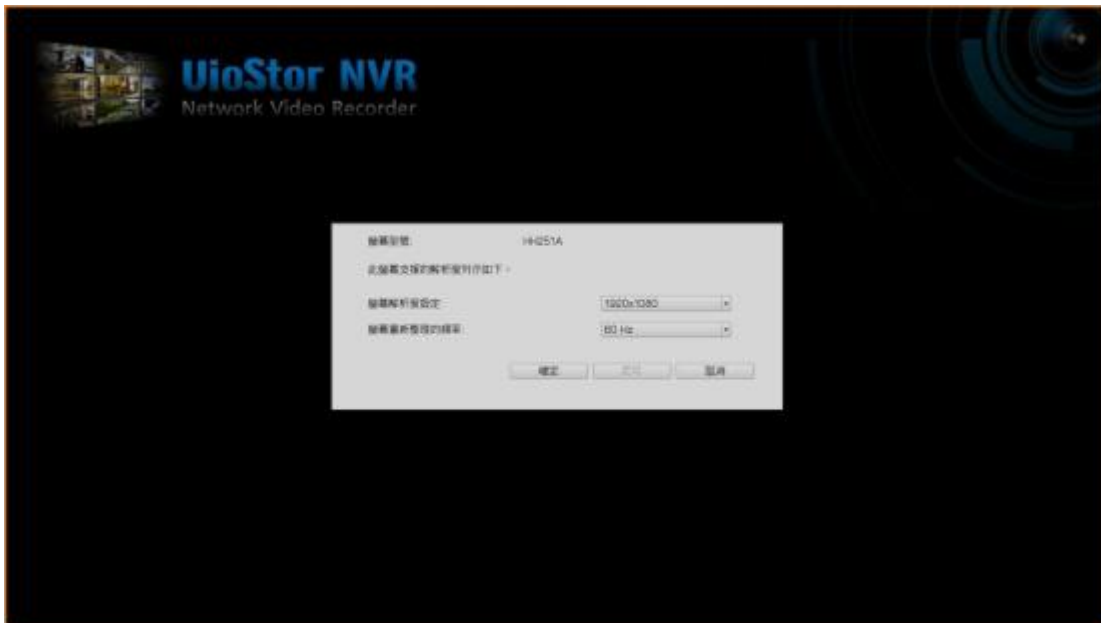 VioStor NVR
Network Video Recorder
螢幕型號: HH251A
此螢幕支援的解析度列示如下。
螢幕解析度設定: 1920x1080
螢幕重新整理的頻率: 60 Hz
確定 取消